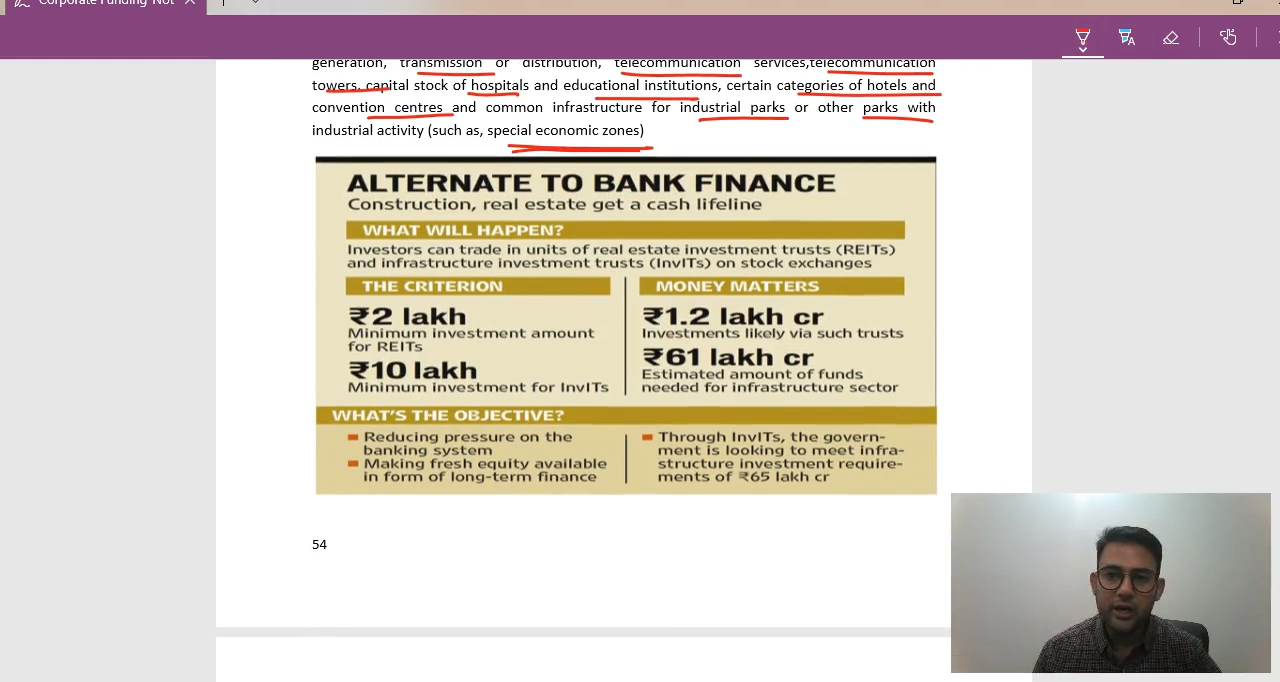 Corporate Funding-Not
generation, transmission or distribution, telecommunication services,telecommunication
towers, capital stock of hospitals and educational institutions, certain categories of hotels and
convention centres and common infrastructure for industrial parks or other parks with
industrial activity (such as, special economic zones)
ALTERNATE TO BANK FINANCE
Construction, real estate get a cash lifeline
WHAT WILL HAPPEN?
Investors can trade in units of real estate investment trusts (REITs)
and infrastructure investment trusts (InvITs) on stock exchanges
THE CRITERION
₹2 lakh
Minimum investment amount
for REITs
₹10 lakh
Minimum investment for InvITs
MONEY MATTERS
₹1.2 lakh cr
Investments likely via such trusts
₹61 lakh cr
Estimated amount of funds
needed for infrastructure sector
WHAT'S THE OBJECTIVE?
Reducing pressure on the
banking system
Making fresh equity available
in form of long-term finance
Through InvITs, the govern-
ment is looking to meet infra-
structure investment require-
ments of ₹65 lakh cr
54